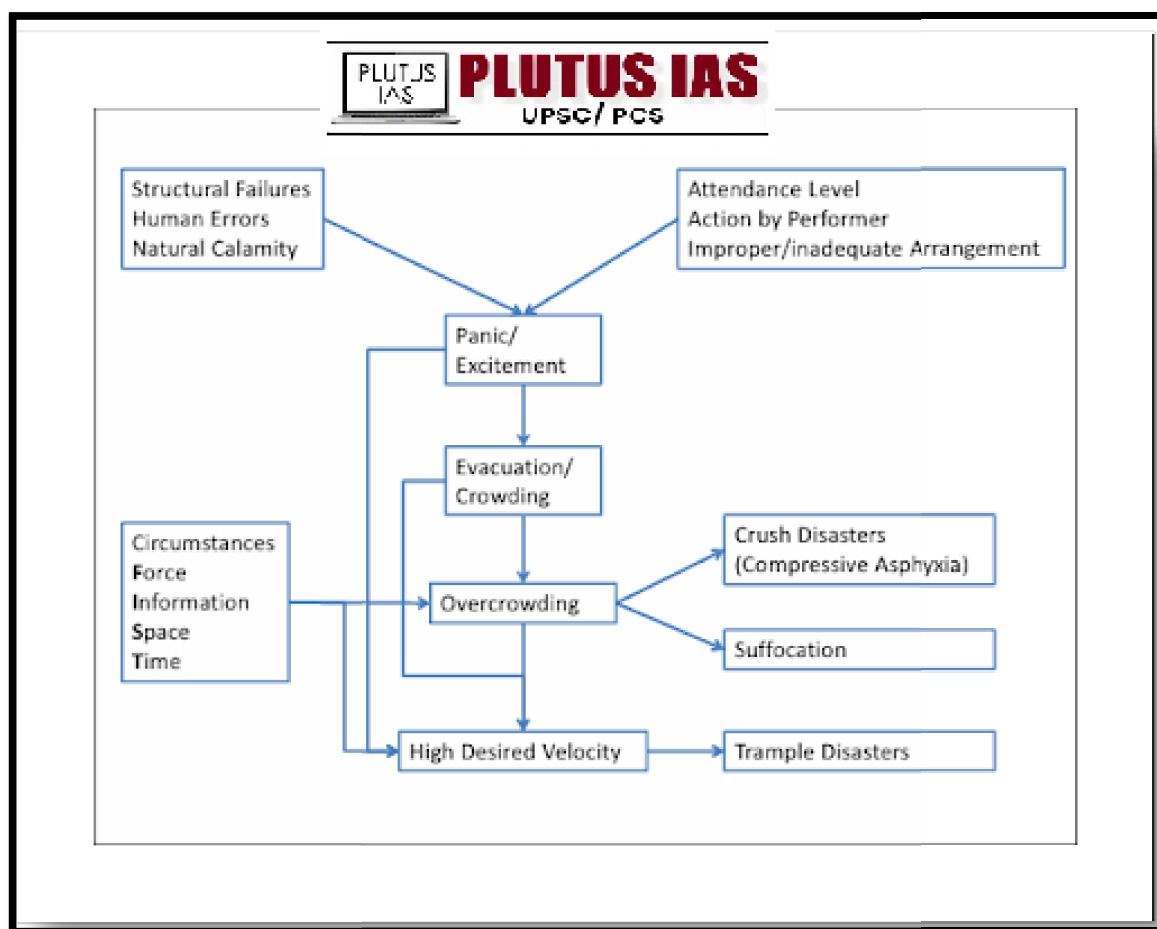 PLUTUS
IAS
PLUTUS IAS
UPSC/ PCS
Structural Failures
Human Errors
Natural Calamity
Attendance Level
Action by Performer
Improper/inadequate Arrangement
Panic/
Excitement
Evacuation/
Crowding
Circumstances
Force
Information
Space
Time
Overcrowding
Crush Disasters
(Compressive Asphyxia)
Suffocation
High Desired Velocity
Trample Disasters